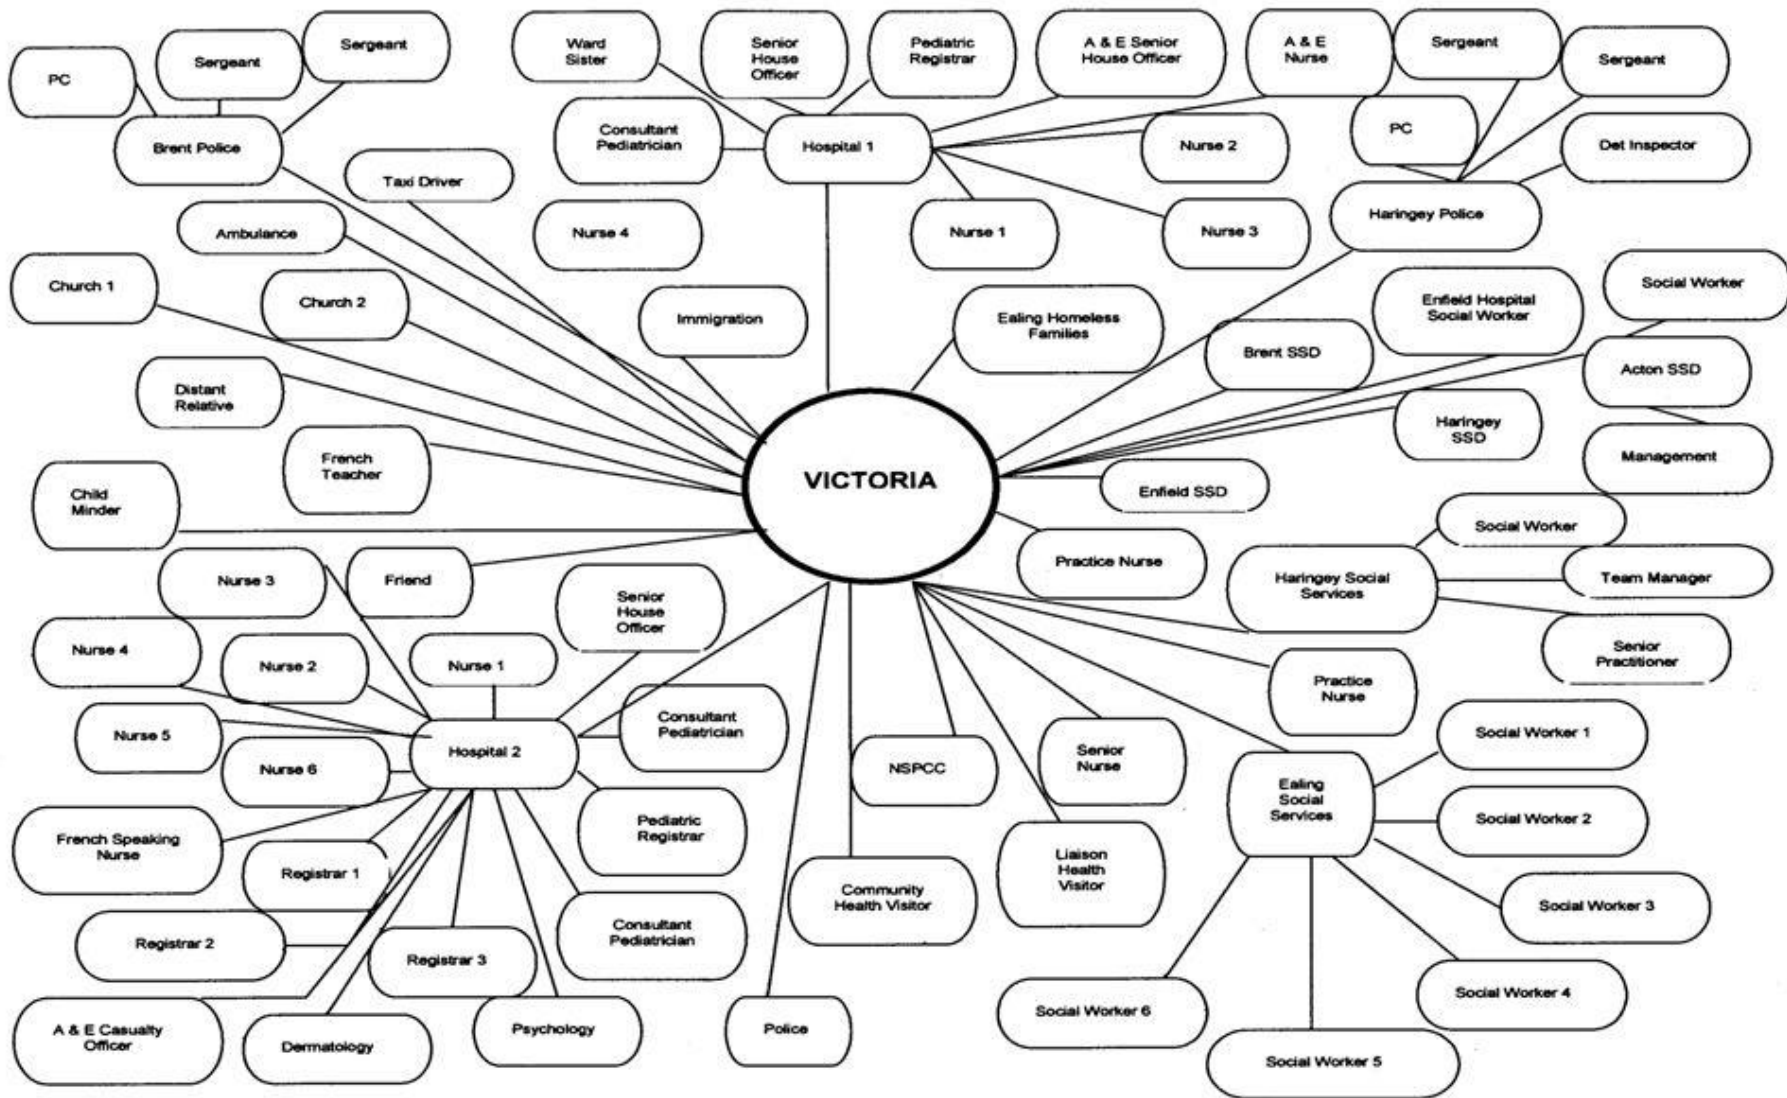 Sergeant
Sergeant
PC
Brent Police
Ward
Sister
Senior
House
Officer
Pediatric
Registrar
A & E Senior
House Officer
A & E
Nurse
Sergeant
Sergeant
Consultant
Pediatrician
Hospital 1
Nurse 2
PC
Det Inspector
Taxi Driver
Ambulance
Nurse 4
Nurse 1
Nurse 3
Haringey Police
Church 1
Church 2
Immigration
Ealing Homeless
Families
Enfield Hospital
Social Worker
Social Worker
Brent SSD
Acton SSD
Distant
Relative
Haringey
SSD
French
Teacher
Management
VICTORIA
Enfield SSD
Child
Minder
Social Worker
Practice Nurse
Nurse 3
Friend
Senior
House
Officer
Haringey Social
Services
Team Manager
Nurse 4
Nurse 2
Nurse 1
Senior
Practitioner
Practice
Nurse
Nurse 5
Hospital 2
Consultant
Pediatrician
Social Worker 1
Nurse 6
NSPCC
Senior
Nurse
Ealing
Social
Services
Social Worker 2
French Speaking
Nurse
Pediatric
Registrar
Registrar 1
Liaison
Health
Visitor
Community
Health Visitor
Social Worker 3
Registrar 2
Registrar 3
Consultant
Pediatrician
Social Worker 4
Social Worker 6
A & E Casualty
Officer
Dermatology
Psychology
Police
Social Worker 5